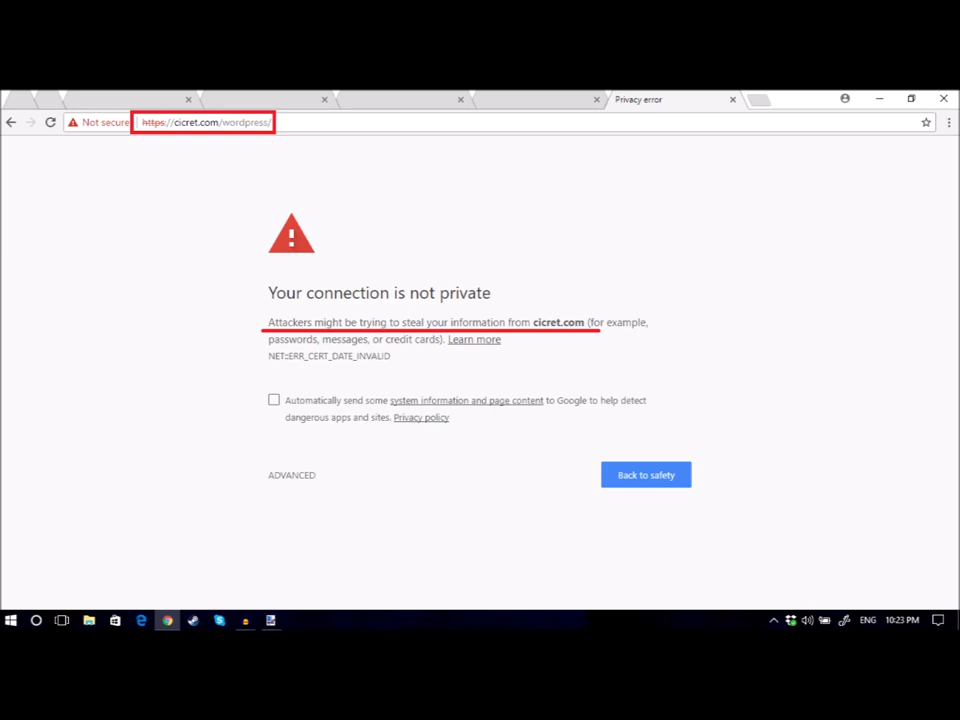 Privacy error
Not secure | https://cicret.com/wordpress/
Your connection is not private
Attackers might be trying to steal your information from cicret.com (for example,
passwords, messages, or credit cards). Learn more
NET::ERR_CERT_DATE_INVALID
Automatically send some system information and page content to Google to help detect
dangerous apps and sites. Privacy policy
ADVANCED
Back to safety
ENG
10:23 PM